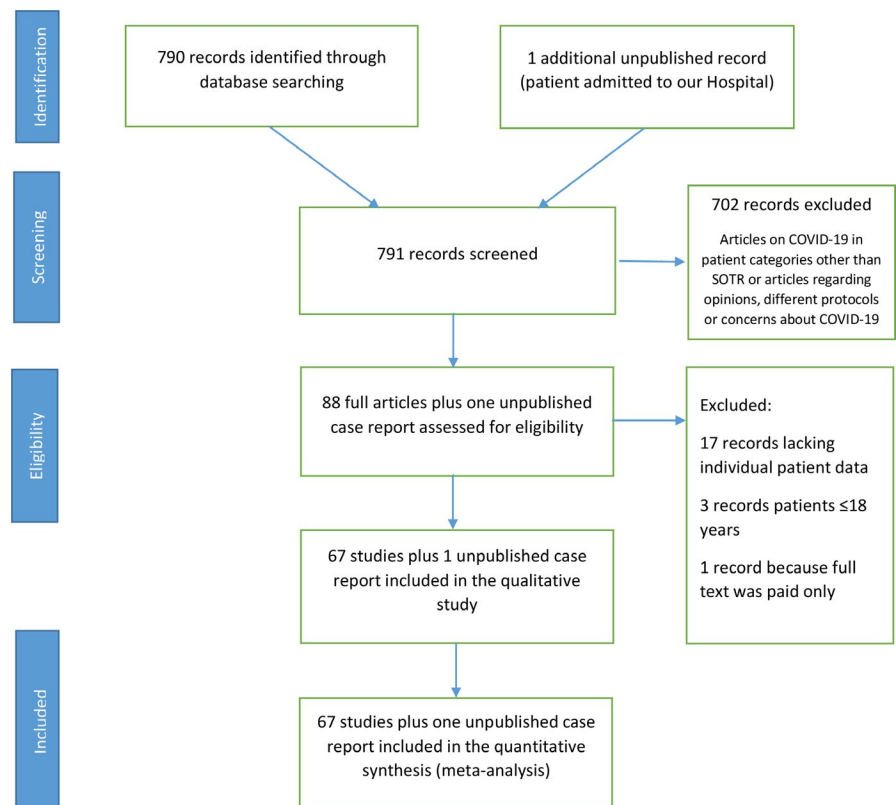 Identification
790 records identified through
database searching
1 additional unpublished record
(patient admitted to our Hospital)
Screening
791 records screened
702 records excluded
Articles on COVID-19 in
patient categories other than
SOTR or articles regarding
opinions, different protocols
or concerns about COVID-19
Eligibility
88 full articles plus one unpublished
case report assessed for eligibility
Excluded:
17 records lacking
individual patient data
3 records patients ≤18
years
1 record because full
text was paid only
67 studies plus 1 unpublished case
report included in the qualitative
study
Included
67 studies plus one unpublished case
report included in the quantitative
synthesis (meta-analysis)